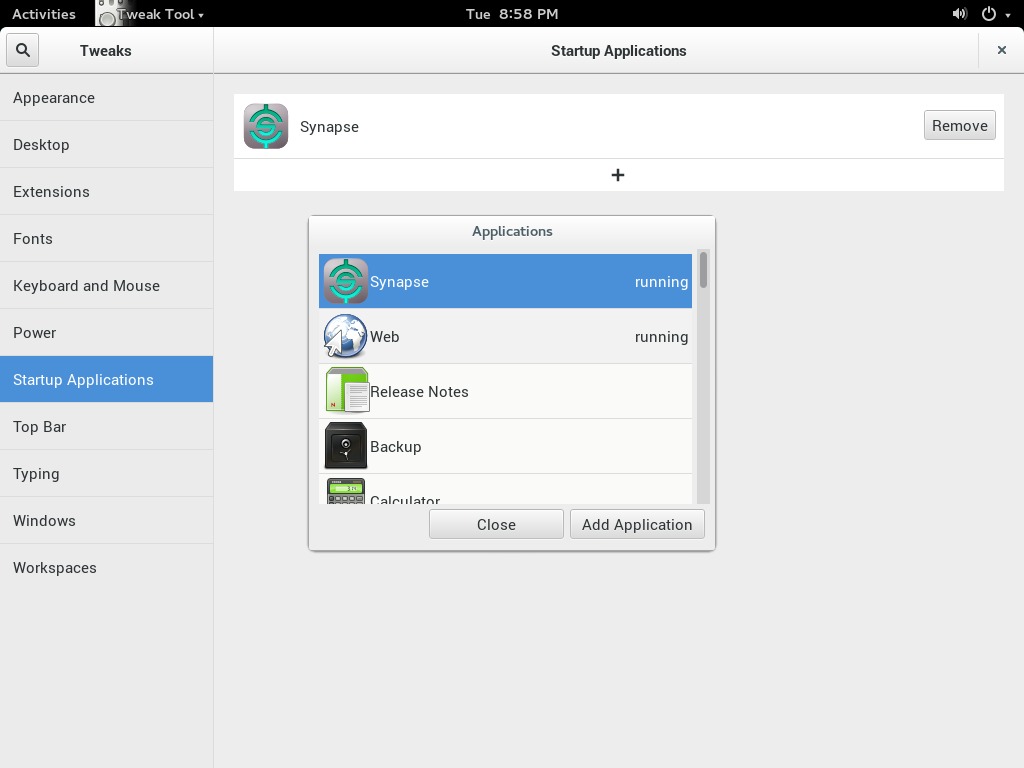 Activities Tweak Tool Tue 8:58 PM
Tweaks Startup Applications
Appearance
Desktop
Extensions
Fonts
Keyboard and Mouse
Power
Startup Applications
Top Bar
Typing
Windows
Workspaces
Synapse Remove
+
Applications
Synapse running
Web running
Release Notes
Backup
Calculator
Close Add Application